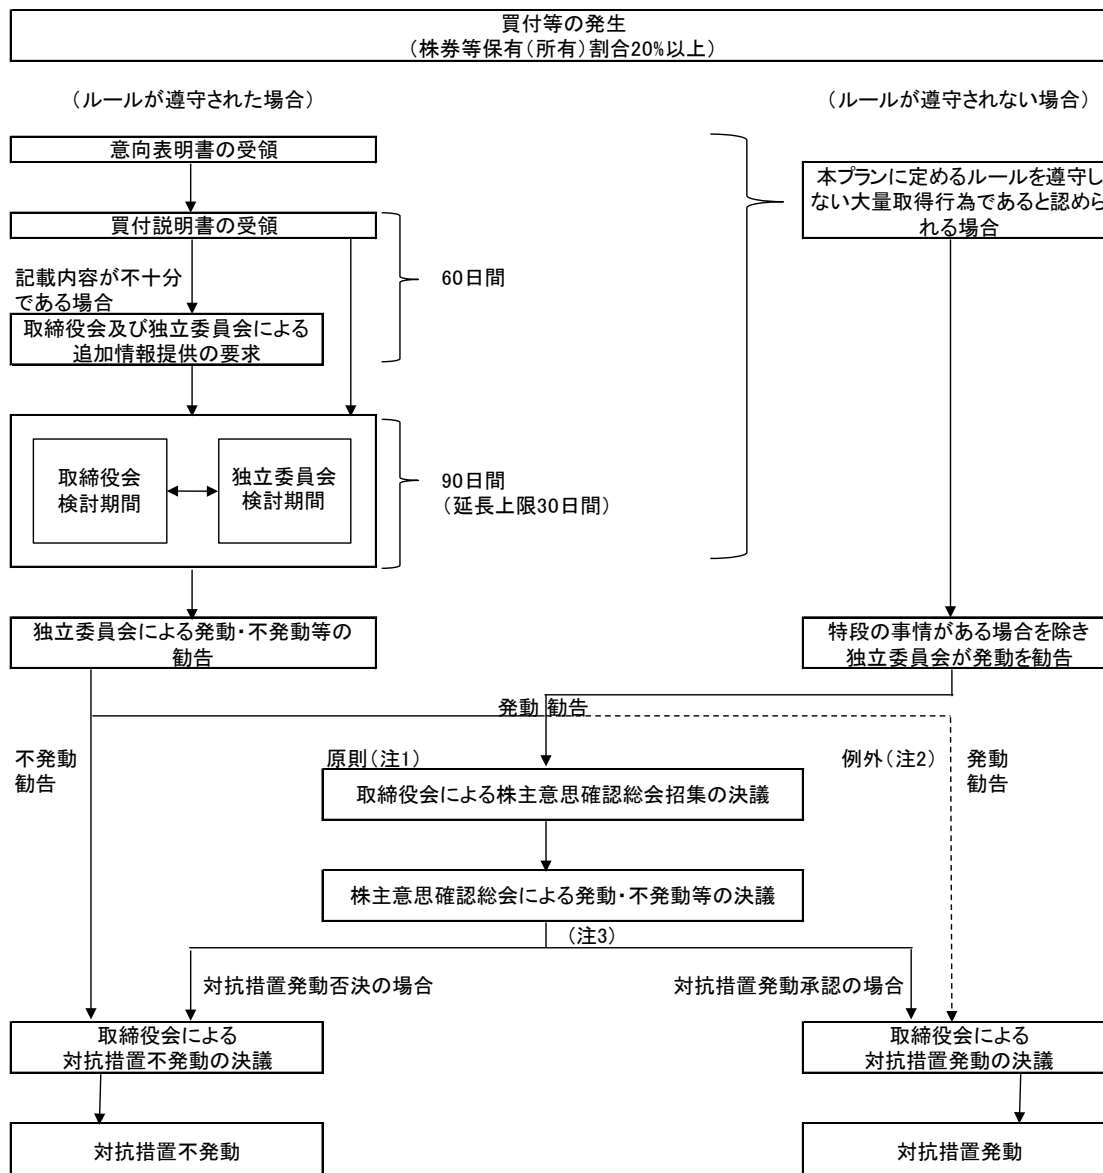 買付等の発生
（株券等保有（所有）割合20%以上）
（ルールが遵守された場合）
（ルールが遵守されない場合）
意向表明書の受領
本プランに定めるルールを遵守し
ない大量取得行為であると認めら
れる場合
買付説明書の受領
記載内容が不十分
である場合
60日間
取締役会及び独立委員会による
追加情報提供の要求
取締役会
検討期間
独立委員会
検討期間
90日間
（延長上限30日間）
独立委員会による発動・不発動等の
勧告
特段の事情がある場合を除き
独立委員会が発動を勧告
発動 勧告
不発動
勧告
原則（注1）
例外（注2）
発動
勧告
取締役会による株主意思確認総会招集の決議
株主意思確認総会による発動・不発動等の決議
（注3）
対抗措置発動否決の場合
対抗措置発動承認の場合
取締役会による
対抗措置不発動の決議
取締役会による
対抗措置発動の決議
対抗措置不発動
対抗措置発動